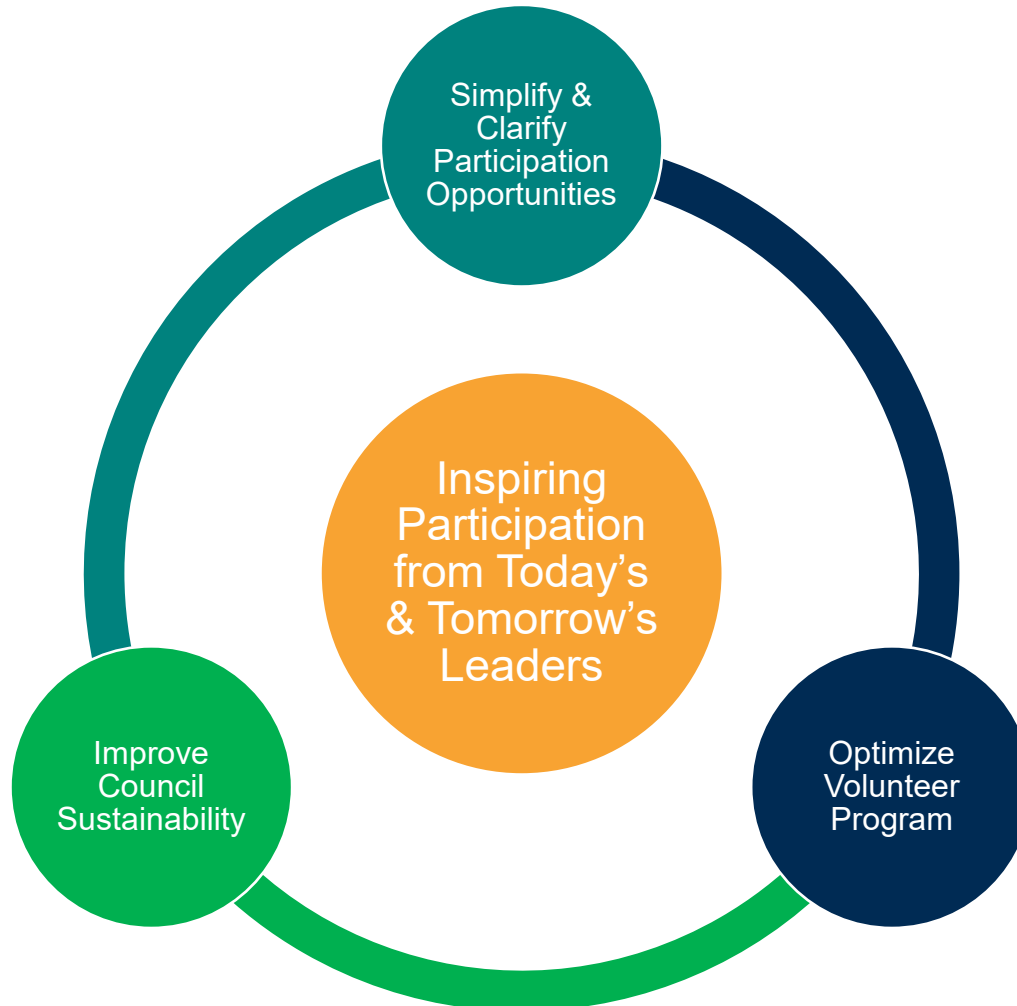 Simplify &
Clarify
Participation
Opportunities
Inspiring
Participation
from Today’s
& Tomorrow’s
Leaders
Improve
Council
Sustainability
Optimize
Volunteer
Program